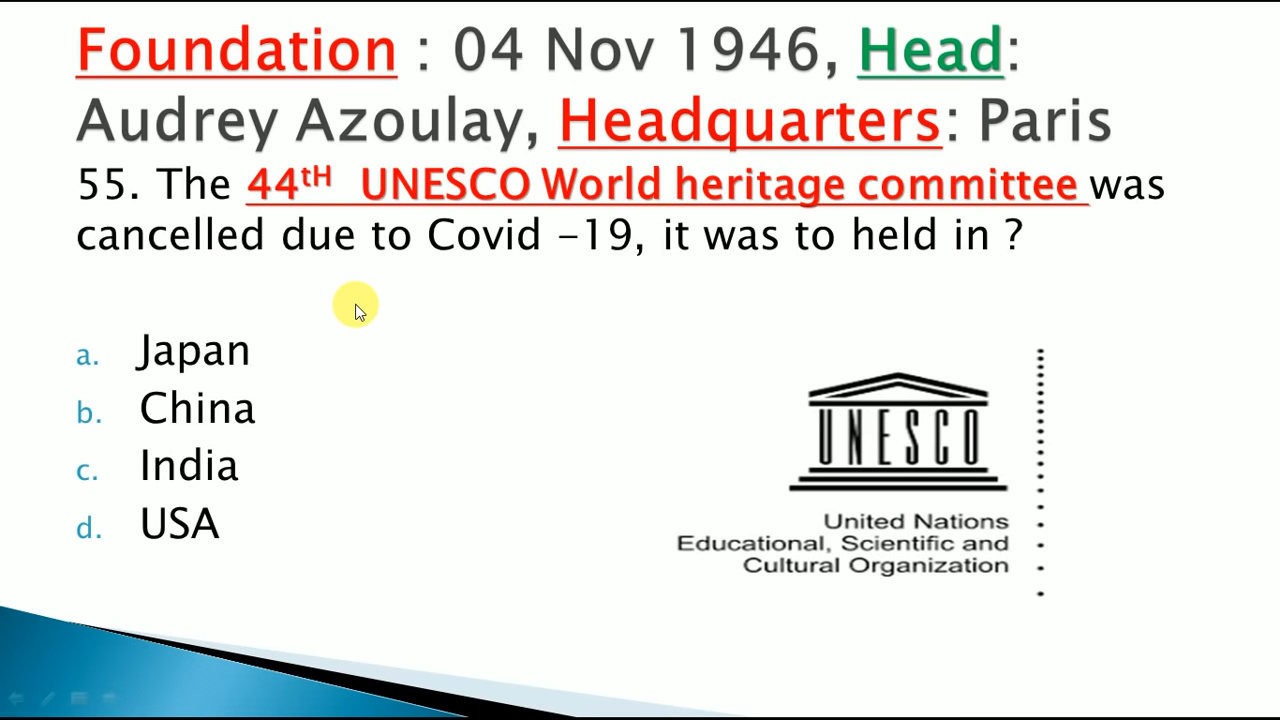 Foundation : 04 Nov 1946, Head:
Audrey Azoulay, Headquarters: Paris
55. The 44tH UNESCO World heritage committee was
cancelled due to Covid -19, it was to held in ?
a. Japan
b. China
c. India
d. USA
UNESCO
United Nations
Educational, Scientific and
Cultural Organization